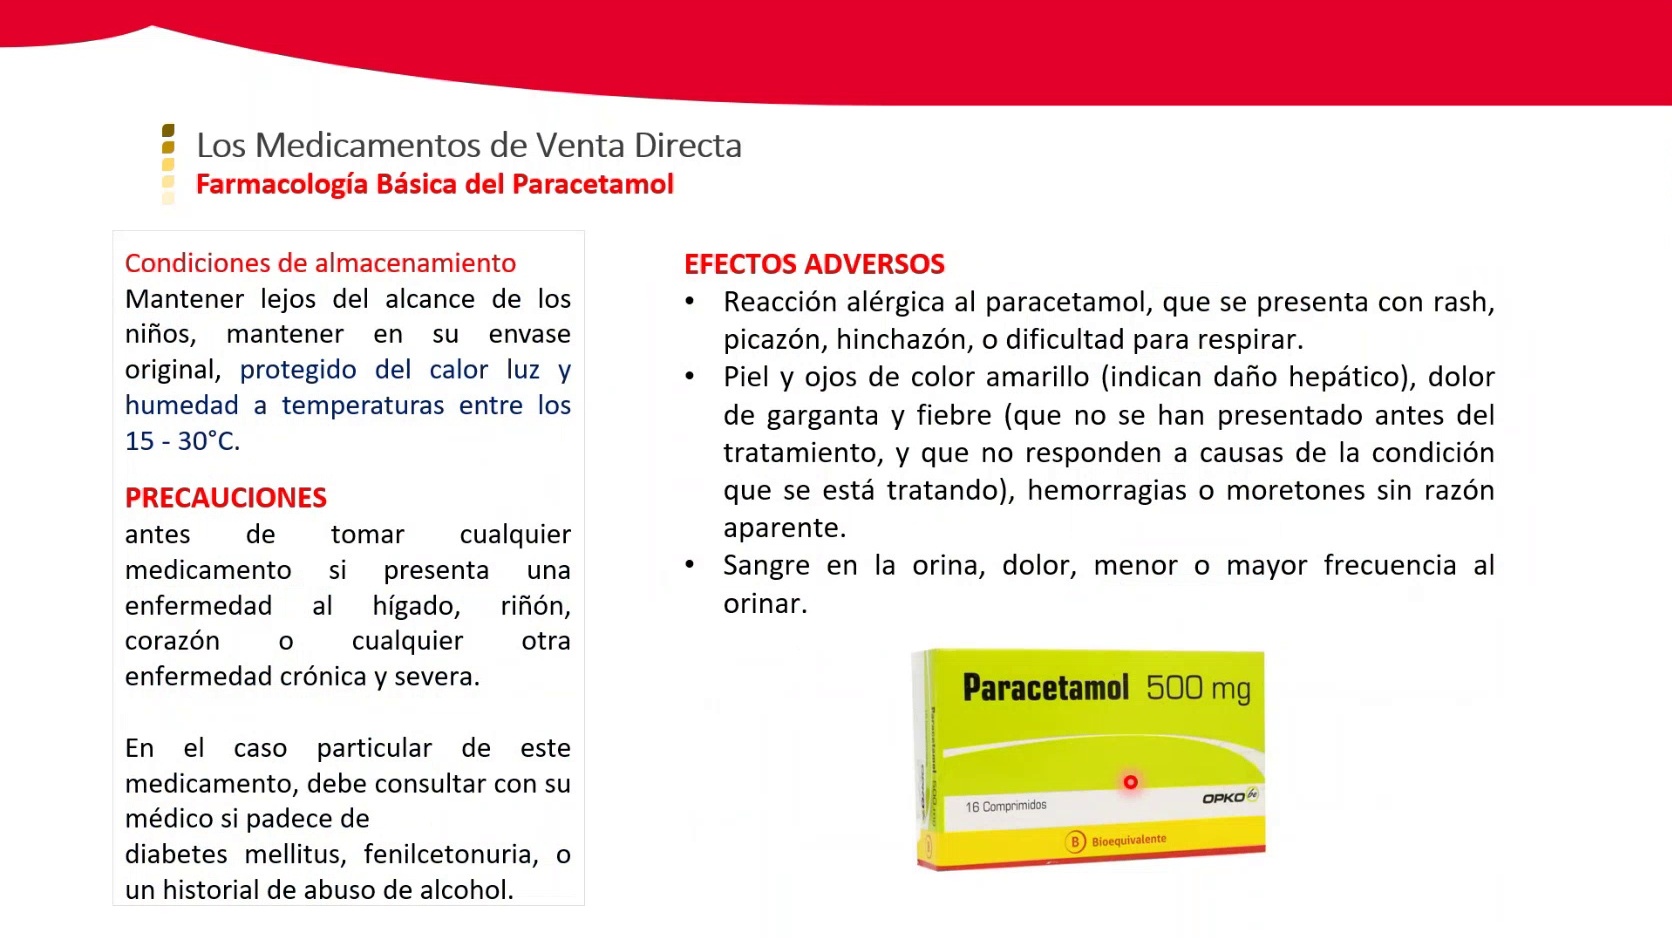 Los Medicamentos de Venta Directa
Farmacología Básica del Paracetamol
Condiciones de almacenamiento
Mantener lejos del alcance de los
niños, mantener en su envase
original, protegido del calor luz y
humedad a temperaturas entre los
15 - 30°C.
PRECAUCIONES
antes de tomar cualquier
medicamento si presenta una
enfermedad al hígado, riñón,
corazón o cualquier otra
enfermedad crónica y severa.
En el caso particular de este
medicamento, debe consultar con su
médico si padece de
diabetes mellitus, fenilcetonuria, o
un historial de abuso de alcohol.
EFECTOS ADVERSOS
• Reacción alérgica al paracetamol, que se presenta con rash,
picazón, hinchazón, o dificultad para respirar.
• Piel y ojos de color amarillo (indican daño hepático), dolor
de garganta y fiebre (que no se han presentado antes del
tratamiento, y que no responden a causas de la condición
que se está tratando), hemorragias o moretones sin razón
aparente.
• Sangre en la orina, dolor, menor o mayor frecuencia al
orinar.
Paracetamol 500 mg
16 Comprimidos
OPKO
B Bioequivalente